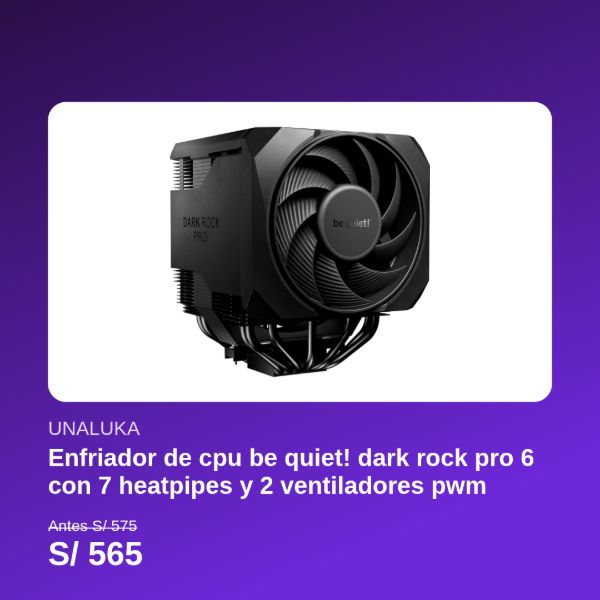 DARK ROCK
PRO
be quiet!
UNALUKA
Enfriador de cpu be quiet! dark rock pro 6
con 7 heatpipes y 2 ventiladores pwm
Antes S/ 575
S/ 565